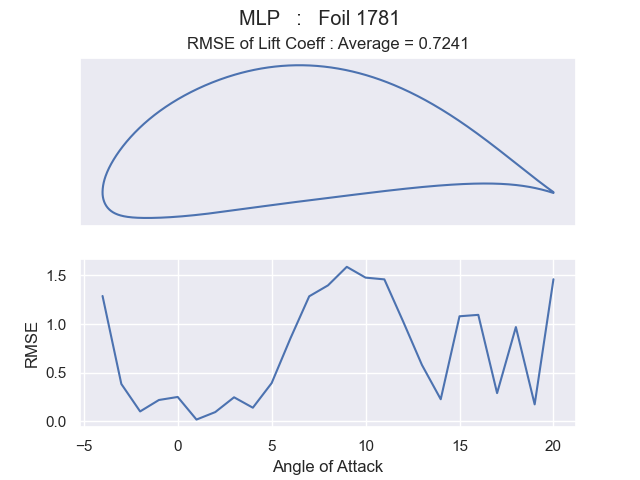 MLP : Foil 1781
RMSE of Lift Coeff : Average = 0.7241
1.5
1.0
0.5
0.0
RMSE
−5 0 5 10 15 20
Angle of Attack